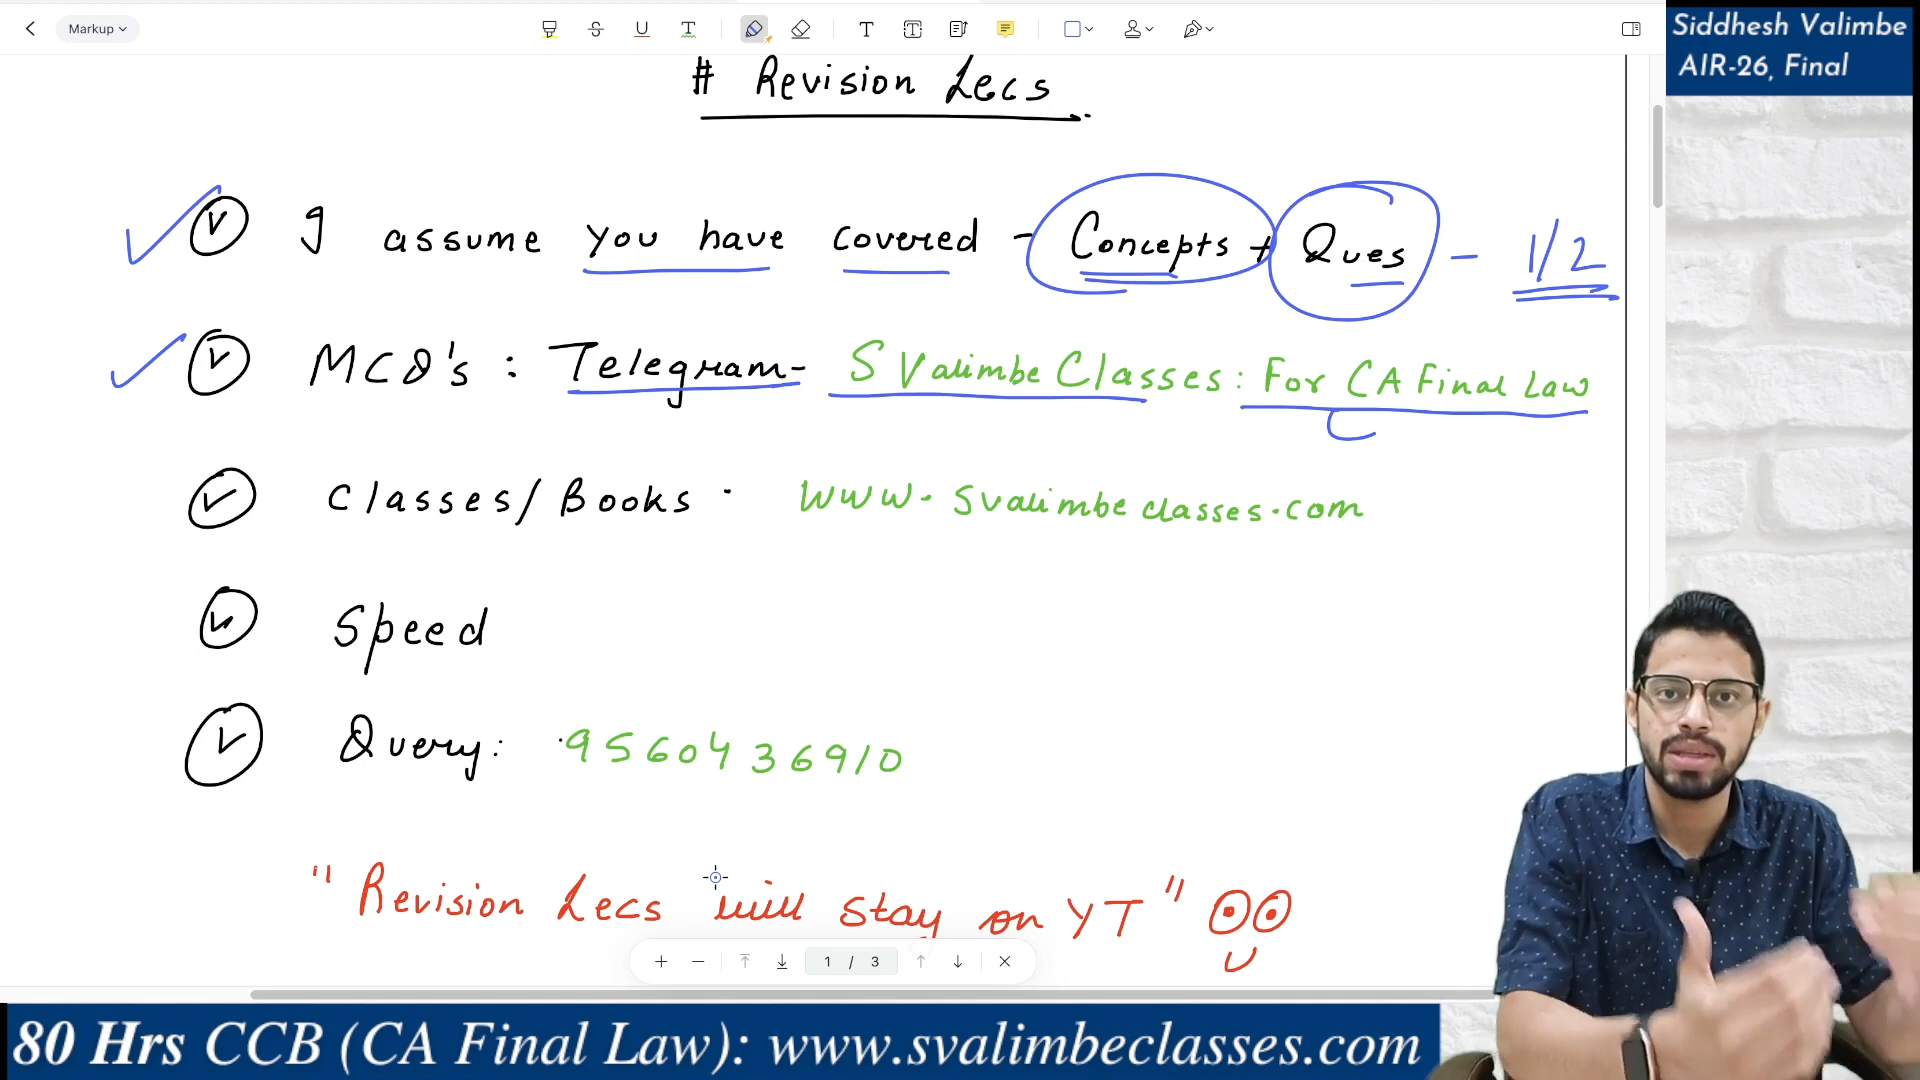 Markup
Siddhesh Valimbe
AIR-26, Final
# Revision Lecs
I assume you have covered - Concepts + Ques - 1/2
MCQ's : Telegram - S Valimbe Classes : For CA Final Law
Classes/Books · www.svalimbeclasses.com
Speed
Query: 9560436910
"Revision Lecs will stay on YT"
1 / 3
80 Hrs CCB (CA Final Law): www.svalimbeclasses.com